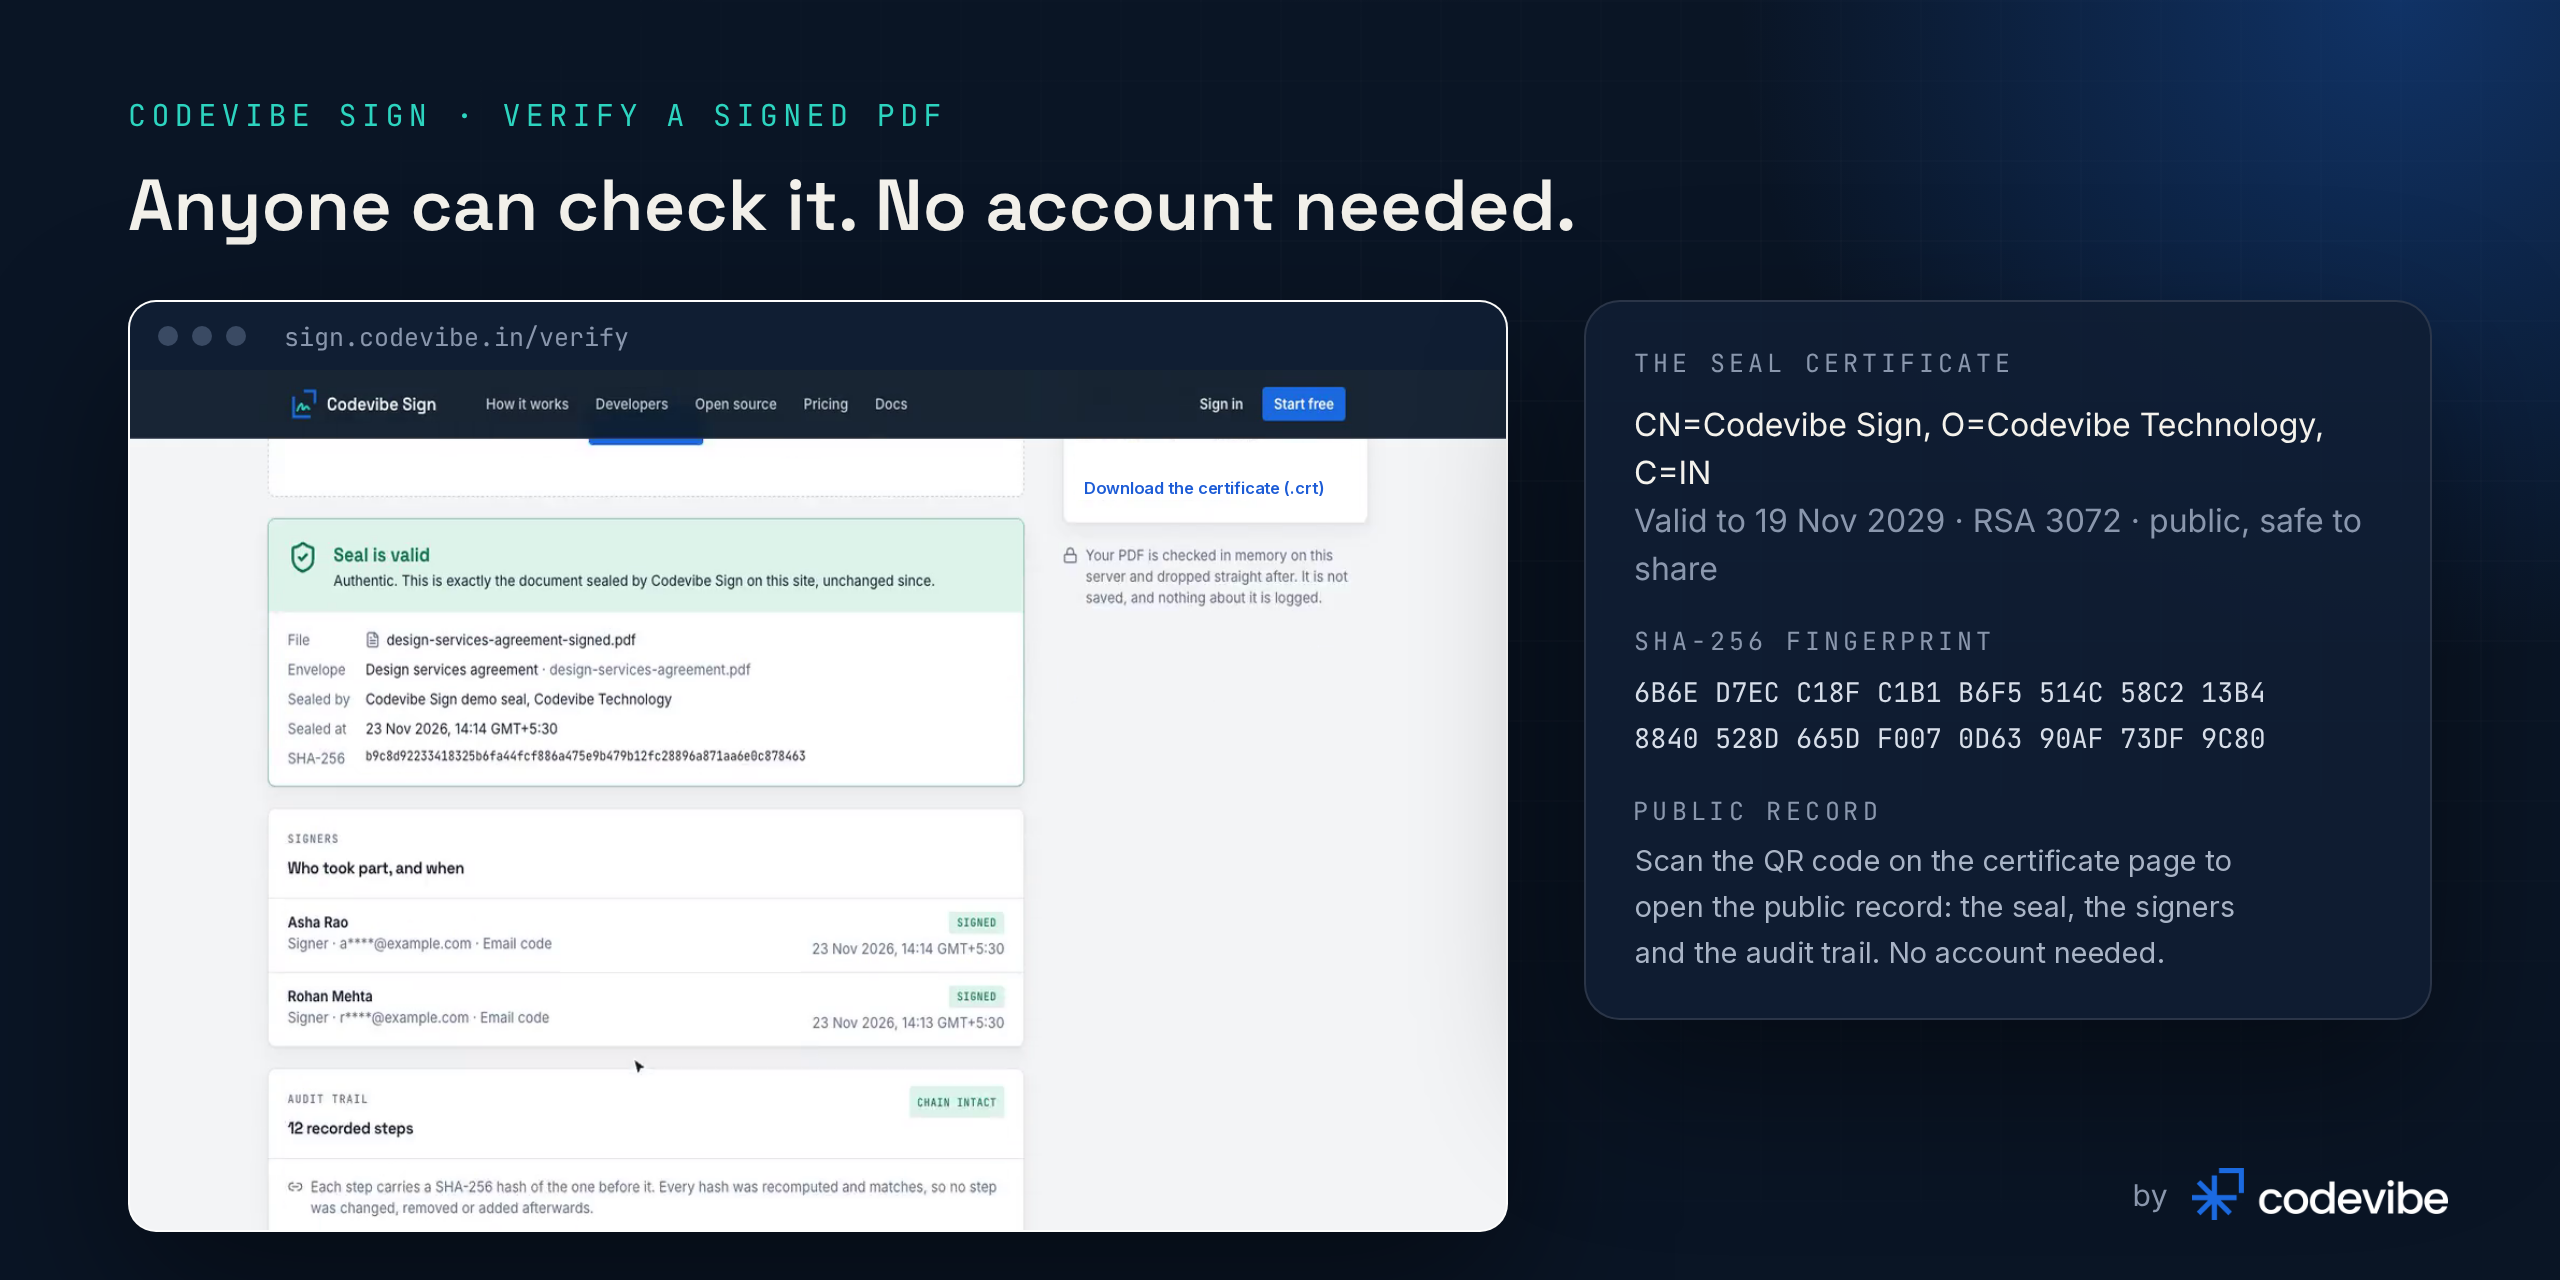 CODEVIBE SIGN · VERIFY A SIGNED PDF
Anyone can check it. No account needed.
sign.codevibe.in/verify
Codevibe Sign How it works Developers Open source Pricing Docs Sign in Start free
Download the certificate (.crt)
Seal is valid
Authentic. This is exactly the document sealed by Codevibe Sign on this site, unchanged since.
File design-services-agreement-signed.pdf
Envelope Design services agreement · design-services-agreement.pdf
Sealed by Codevibe Sign demo seal, Codevibe Technology
Sealed at 23 Nov 2026, 14:14 GMT+5:30
SHA-256 b9c8d92233418325b6fa44fcf886a475e9b479b12fc28896a871aa6e0c878463
Your PDF is checked in memory on this
server and dropped straight after. It is not
saved, and nothing about it is logged.
SIGNERS
Who took part, and when
Asha Rao SIGNED
Signer · a****@example.com · Email code 23 Nov 2026, 14:14 GMT+5:30
Rohan Mehta SIGNED
Signer · r****@example.com · Email code 23 Nov 2026, 14:13 GMT+5:30
AUDIT TRAIL CHAIN INTACT
12 recorded steps
Each step carries a SHA-256 hash of the one before it. Every hash was recomputed and matches, so no step
was changed, removed or added afterwards.
THE SEAL CERTIFICATE
CN=Codevibe Sign, O=Codevibe Technology,
C=IN
Valid to 19 Nov 2029 · RSA 3072 · public, safe to
share
SHA-256 FINGERPRINT
6B6E D7EC C18F C1B1 B6F5 514C 58C2 13B4
8840 528D 665D F007 0D63 90AF 73DF 9C80
PUBLIC RECORD
Scan the QR code on the certificate page to
open the public record: the seal, the signers
and the audit trail. No account needed.
by codevibe